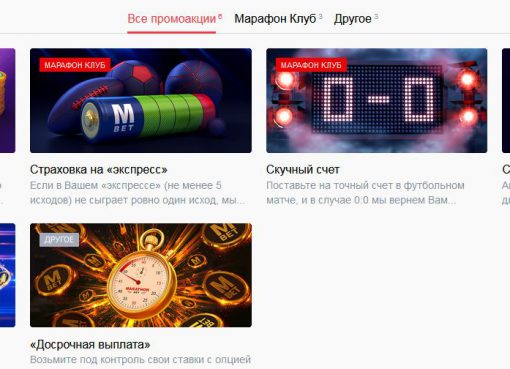 Все промоакции 6 Марафон Клуб 3 Другое 3
МАРАФОН КЛУБ
M
BET
МАРАФОН КЛУБ
0-0
Страховка на «экспресс»
Если в Вашем «экспрессе» (не менее 5
исходов) не сыграет ровно один исход, мы...
Скучный счет
Поставьте на точный счет в футбольном
матче, и в случае 0:0 мы вернем Вам...
ДРУГОЕ
MARATHON
BET
«Досрочная выплата»
Возьмите под контроль свои ставки с опцией